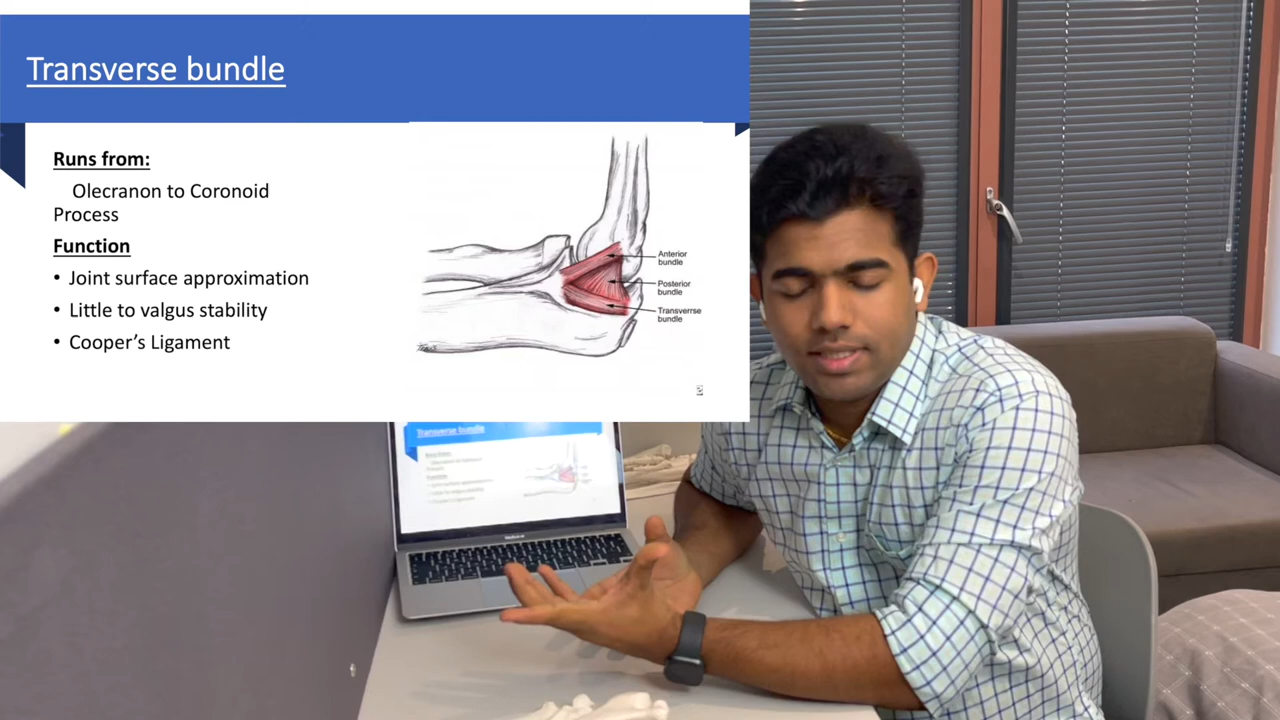 Transverse bundle
Runs from:
Olecranon to Coronoid
Process
Function
• Joint surface approximation
• Little to valgus stability
• Cooper's Ligament
Anterior
bundle
Posterior
bundle
Transverrse
bundle
Transverse bundle